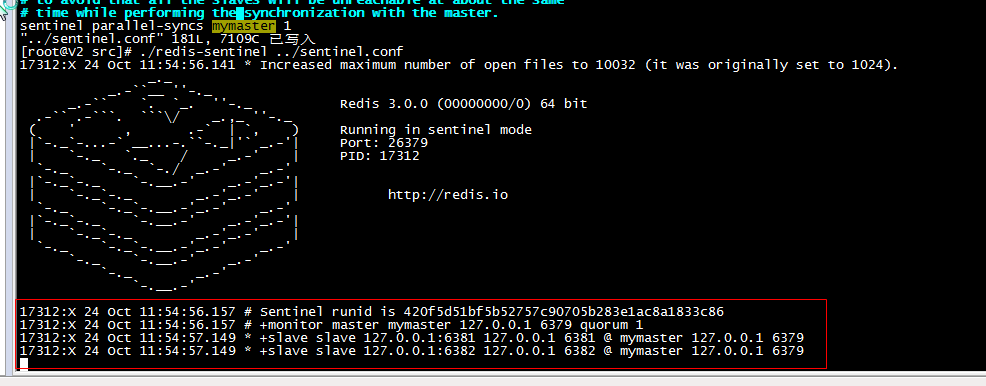 # to avoid that all the slaves will be unreachable at about the same
# time while performing the synchronization with the master.
sentinel parallel-syncs mymaster 1
"../sentinel.conf" 181L, 7109C 已写入
[root@V2 src]# ./redis-sentinel ../sentinel.conf
17312:X 24 Oct 11:54:56.141 * Increased maximum number of open files to 10032 (it was originally set to 1024).
Redis 3.0.0 (00000000/0) 64 bit
Running in sentinel mode
Port: 26379
PID: 17312
http://redis.io
17312:X 24 Oct 11:54:56.157 # Sentinel runid is 420f5d51bf5b52757c90705b283e1ac8a1833c86
17312:X 24 Oct 11:54:56.157 # +monitor master mymaster 127.0.0.1 6379 quorum 1
17312:X 24 Oct 11:54:57.149 * +slave slave 127.0.0.1:6381 127.0.0.1 6381 @ mymaster 127.0.0.1 6379
17312:X 24 Oct 11:54:57.149 * +slave slave 127.0.0.1:6382 127.0.0.1 6382 @ mymaster 127.0.0.1 6379